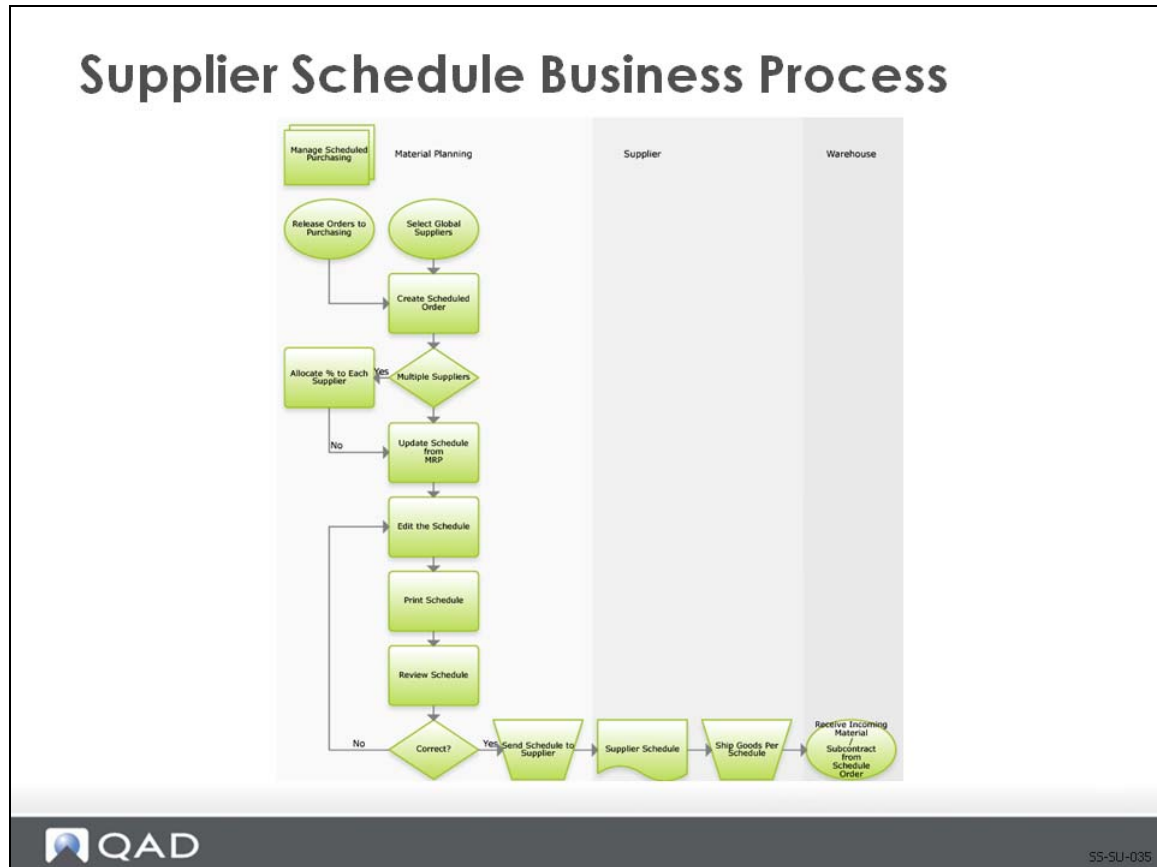 Supplier Schedule Business Process
Manage Scheduled
Purchasing
Material Planning
Supplier
Warehouse
Release Orders to
Purchasing
Select Global
Suppliers
Create Scheduled
Order
Allocate % to Each
Supplier
Yes
Multiple Suppliers
No
Update Schedule
from
MRP
Edit the Schedule
Print Schedule
Review Schedule
No
Correct?
Yes
Send Schedule to
Supplier
Supplier Schedule
Ship Goods Per
Schedule
Receive Incoming
Material
/
Subcontract
from
Schedule
Order
QAD
SS-SU-035